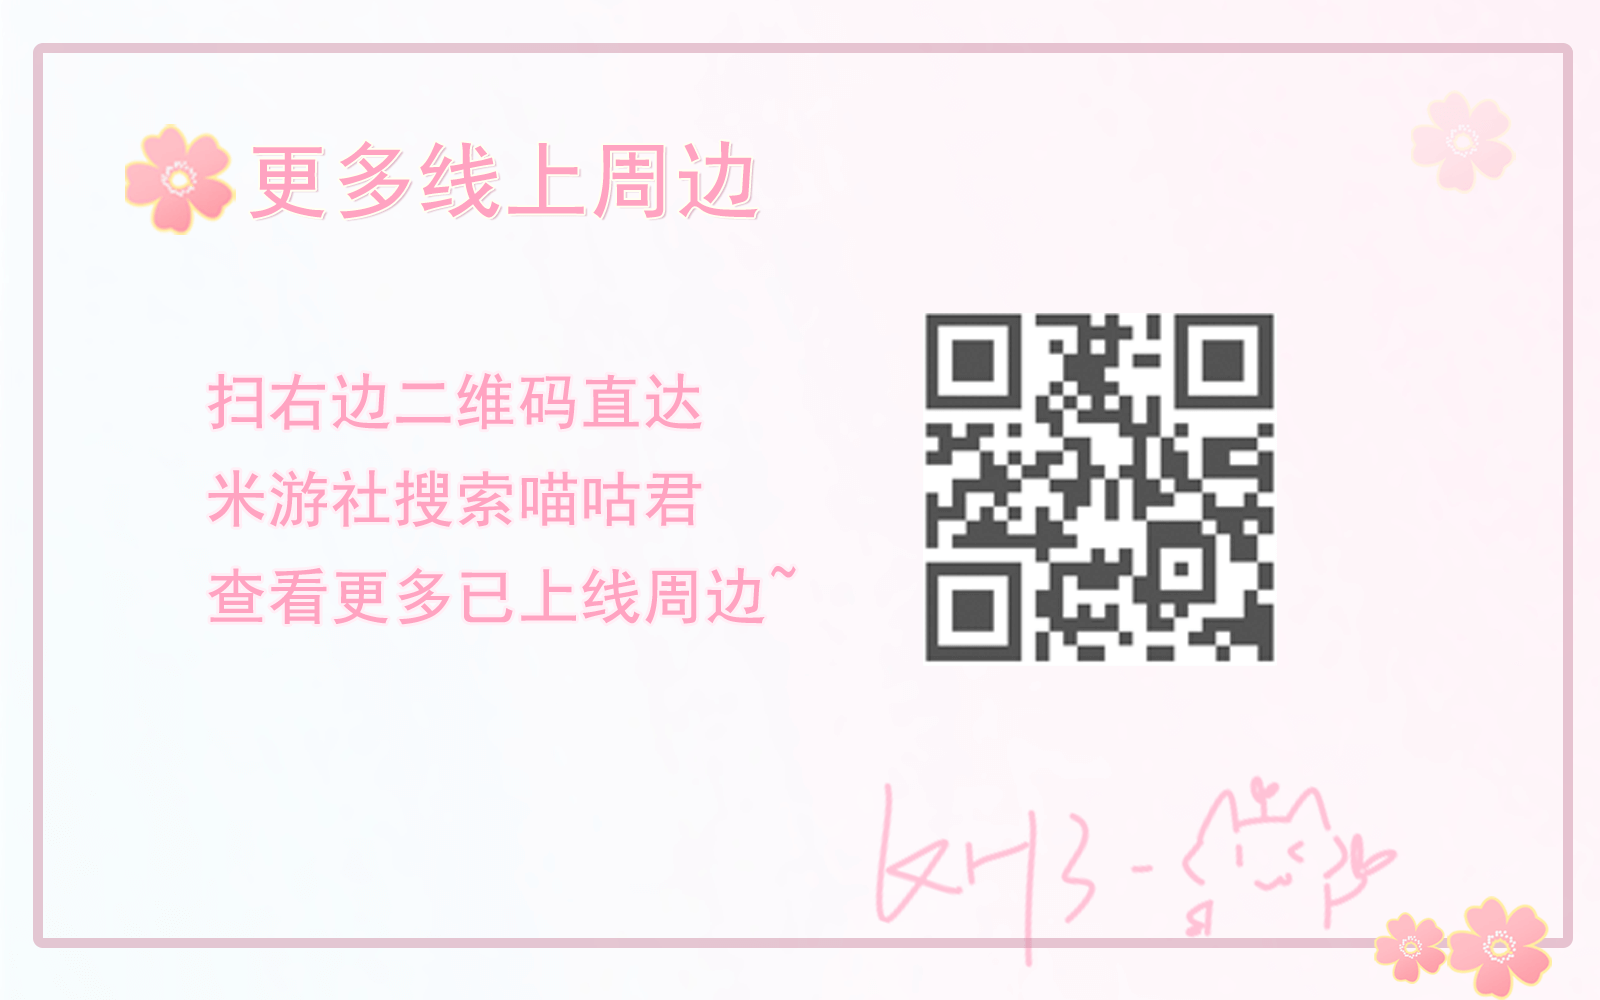 更多线上周边
扫右边二维码直达
米游社搜索喵咕君
查看更多已上线周边~